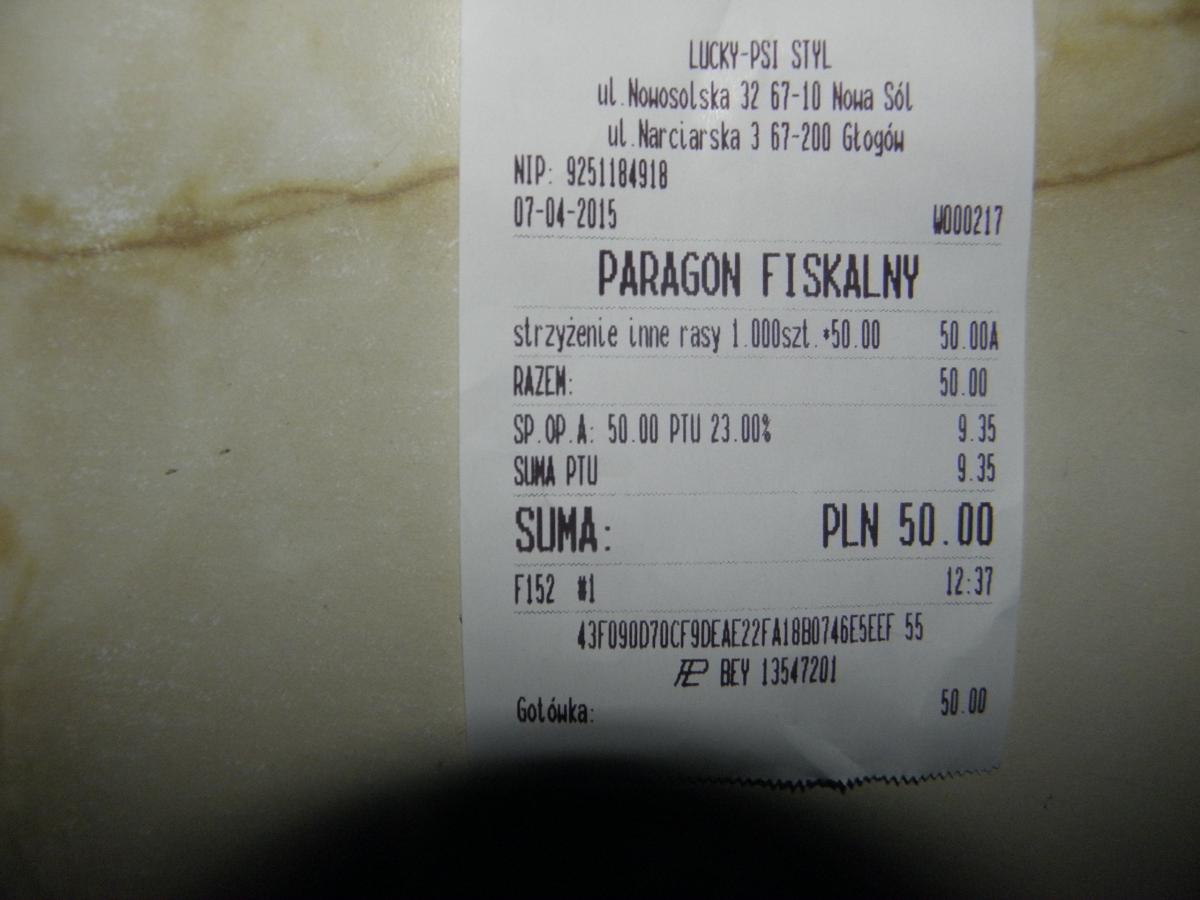 LUCKY-PSI STYL
ul.Nowosolska 32 67-10 Nowa Sól
ul.Narciarska 3 67-200 Głogów
NIP: 9251184918
07-04-2015 W000217
PARAGON FISKALNY
strzyżenie inne rasy 1.000szt.*50.00 50.00A
RAZEM: 50.00
SP.OP.A: 50.00 PTU 23.00% 9.35
SUMA PTU 9.35
SUMA: PLN 50.00
F152 #1 12:37
43F090D70CF9DEAE22FA18B0746E5EEF 55
BEY 13547201
Gotówka: 50.00